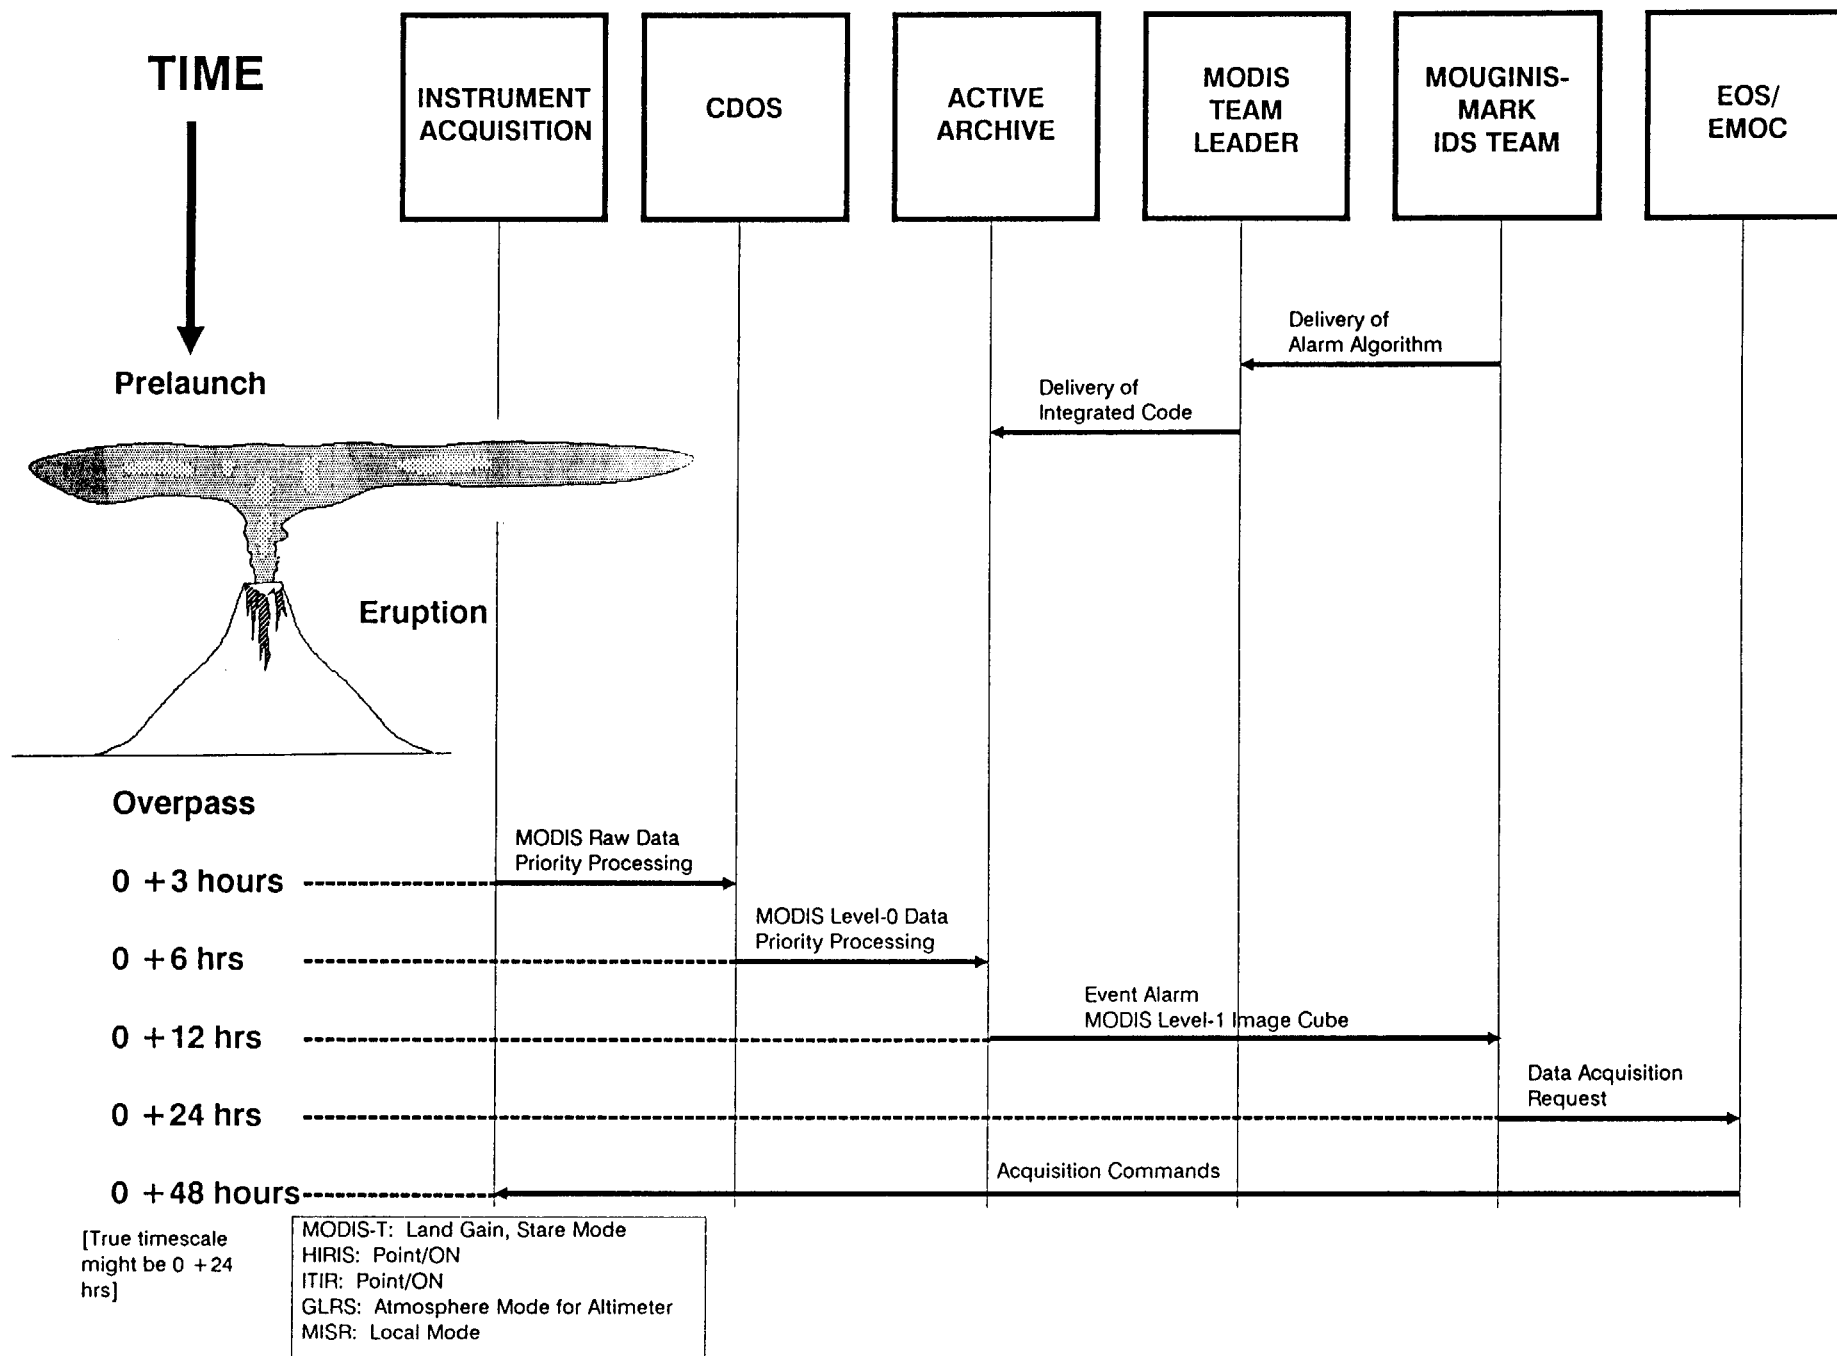 TIME
INSTRUMENT
ACQUISITION
CDOS
ACTIVE
ARCHIVE
MODIS
TEAM
LEADER
MOUGINIS-
MARK
IDS TEAM
EOS/
EMOC
Delivery of
Alarm Algorithm
Prelaunch
Delivery of
Integrated Code
Eruption
Overpass
MODIS Raw Data
Priority Processing
0 +3 hours
MODIS Level-0 Data
Priority Processing
0 +6 hrs
Event Alarm
MODIS Level-1 Image Cube
0 +12 hrs
Data Acquisition
Request
0 +24 hrs
Acquisition Commands
0 +48 hours
[True timescale
might be 0 +24
hrs]
MODIS-T: Land Gain, Stare Mode
HIRIS: Point/ON
ITIR: Point/ON
GLRS: Atmosphere Mode for Altimeter
MISR: Local Mode